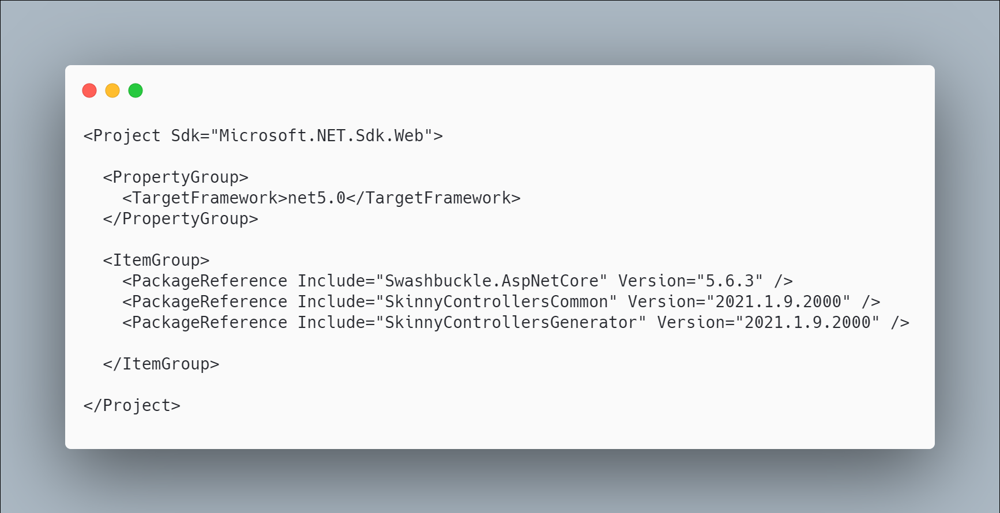 <Project Sdk="Microsoft.NET.Sdk.Web">
<PropertyGroup>
<TargetFramework>net5.0</TargetFramework>
</PropertyGroup>
<ItemGroup>
<PackageReference Include="Swashbuckle.AspNetCore" Version="5.6.3" />
<PackageReference Include="SkinnyControllersCommon" Version="2021.1.9.2000" />
<PackageReference Include="SkinnyControllersGenerator" Version="2021.1.9.2000" />
</ItemGroup>
</Project>